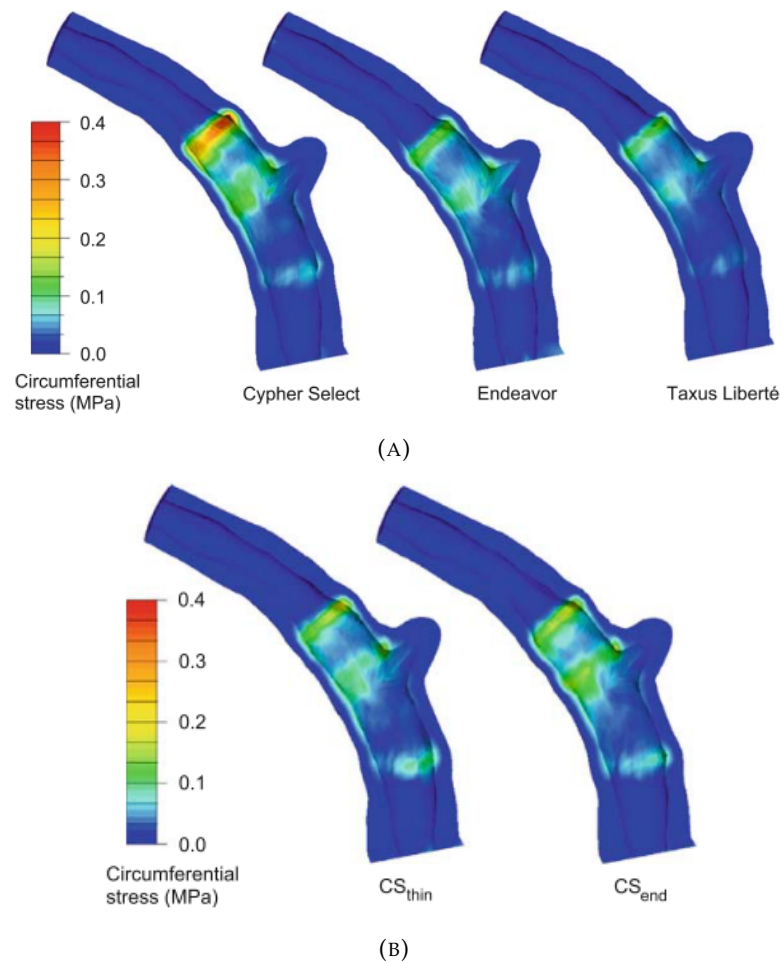 0.4
0.3
0.2
0.1
0.0
Circumferential
stress (MPa)
Cypher Select
Endeavor
Taxus Liberté
(A)
0.4
0.3
0.2
0.1
0.0
Circumferential
stress (MPa)
CSthin
CSend
(B)